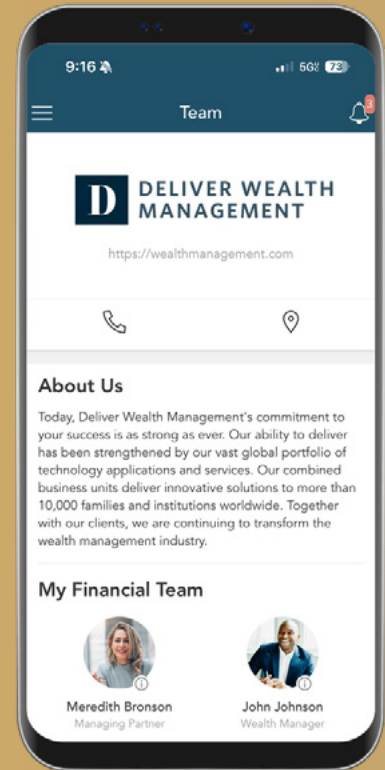 9:16
5G 73
Team
3
D DELIVER WEALTH
MANAGEMENT
https://wealthmanagement.com
About Us
Today, Deliver Wealth Management's commitment to
your success is as strong as ever. Our ability to deliver
has been strengthened by our vast global portfolio of
technology applications and services. Our combined
business units deliver innovative solutions to more than
10,000 families and institutions worldwide. Together
with our clients, we are continuing to transform the
wealth management industry.
My Financial Team
Meredith Bronson
Managing Partner
John Johnson
Wealth Manager